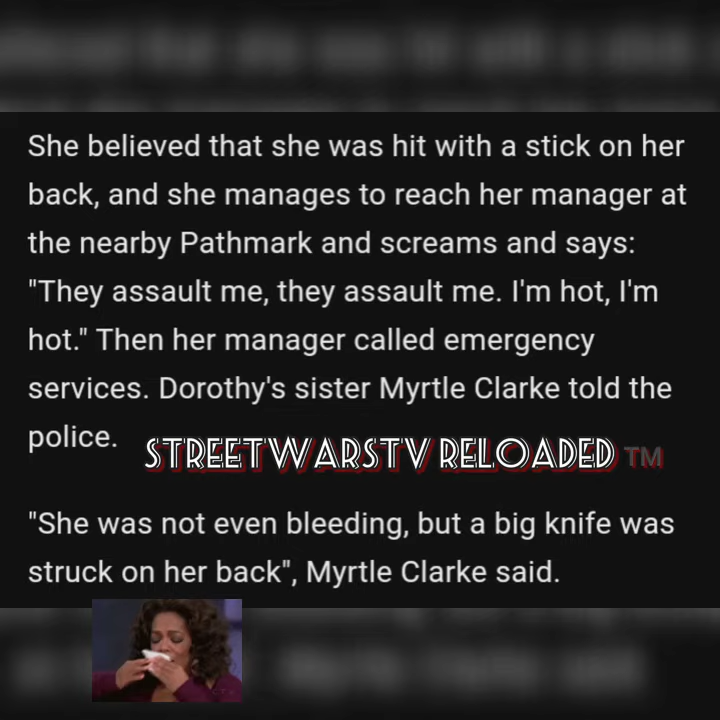 She believed that she was hit with a stick on her
back, and she manages to reach her manager at
the nearby Pathmark and screams and says:
"They assault me, they assault me. I'm hot, I'm
hot." Then her manager called emergency
services. Dorothy's sister Myrtle Clarke told the
police.
STREETWARSTV RELOADED TM
"She was not even bleeding, but a big knife was
struck on her back", Myrtle Clarke said.